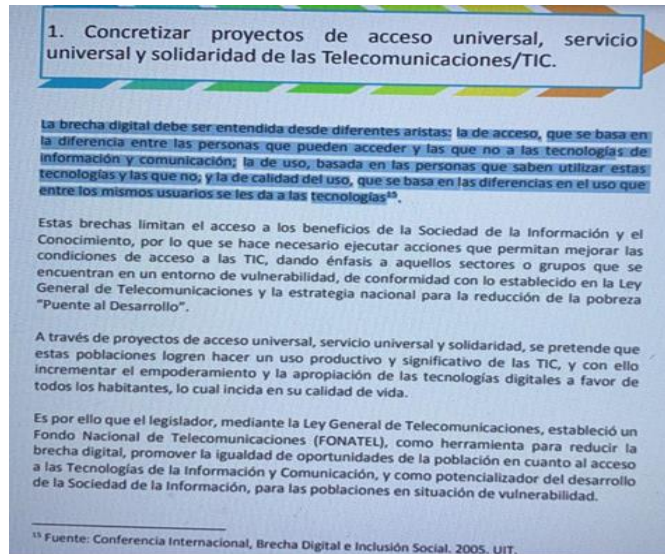 1. Concretizar proyectos de acceso universal, servicio
universal y solidaridad de las Telecomunicaciones/TIC.
La brecha digital debe ser entendida desde diferentes aristas: la de acceso, que se basa en
la diferencia entre las personas que pueden acceder y las que no a las tecnologías de
información y comunicación; la de uso, basada en las personas que saben utilizar estas
tecnologías y las que no; y la de calidad del uso, que se basa en las diferencias en el uso que
entre los mismos usuarios se les da a las tecnologías¹⁵.
Estas brechas limitan el acceso a los beneficios de la Sociedad de la Información y el
Conocimiento, por lo que se hace necesario ejecutar acciones que permitan mejorar las
condiciones de acceso a las TIC, dando énfasis a aquellos sectores o grupos que se
encuentran en un entorno de vulnerabilidad, de conformidad con lo establecido en la Ley
General de Telecomunicaciones y la estrategia nacional para la reducción de la pobreza
"Puente al Desarrollo".
A través de proyectos de acceso universal, servicio universal y solidaridad, se pretende que
estas poblaciones logren hacer un uso productivo y significativo de las TIC, y con ello
incrementar el empoderamiento y la apropiación de las tecnologías digitales a favor de
todos los habitantes, lo cual incide en su calidad de vida.
Es por ello que el legislador, mediante la Ley General de Telecomunicaciones, estableció un
Fondo Nacional de Telecomunicaciones (FONATEL), como herramienta para reducir la
brecha digital, promover la igualdad de oportunidades de la población en cuanto al acceso
a las Tecnologías de la Información y Comunicación, y como potencializador del desarrollo
de la Sociedad de la Información, para las poblaciones en situación de vulnerabilidad.
¹⁵ Fuente: Conferencia Internacional, Brecha Digital e Inclusión Social. 2005. UIT.